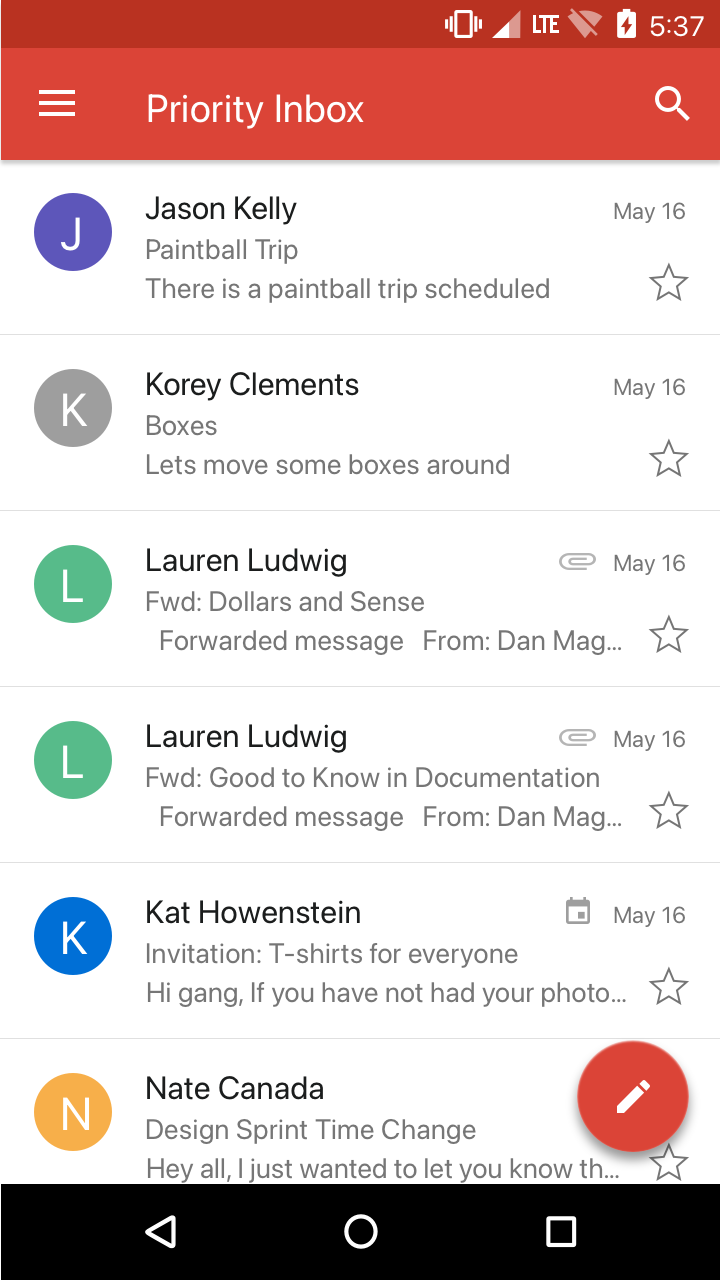 LTE 5:37
Priority Inbox
J Jason Kelly May 16
Paintball Trip
There is a paintball trip scheduled
K Korey Clements May 16
Boxes
Lets move some boxes around
L Lauren Ludwig May 16
Fwd: Dollars and Sense
Forwarded message From: Dan Mag...
L Lauren Ludwig May 16
Fwd: Good to Know in Documentation
Forwarded message From: Dan Mag...
K Kat Howenstein May 16
Invitation: T-shirts for everyone
Hi gang, If you have not had your photo...
N Nate Canada
Design Sprint Time Change
Hey all, I just wanted to let you know th...